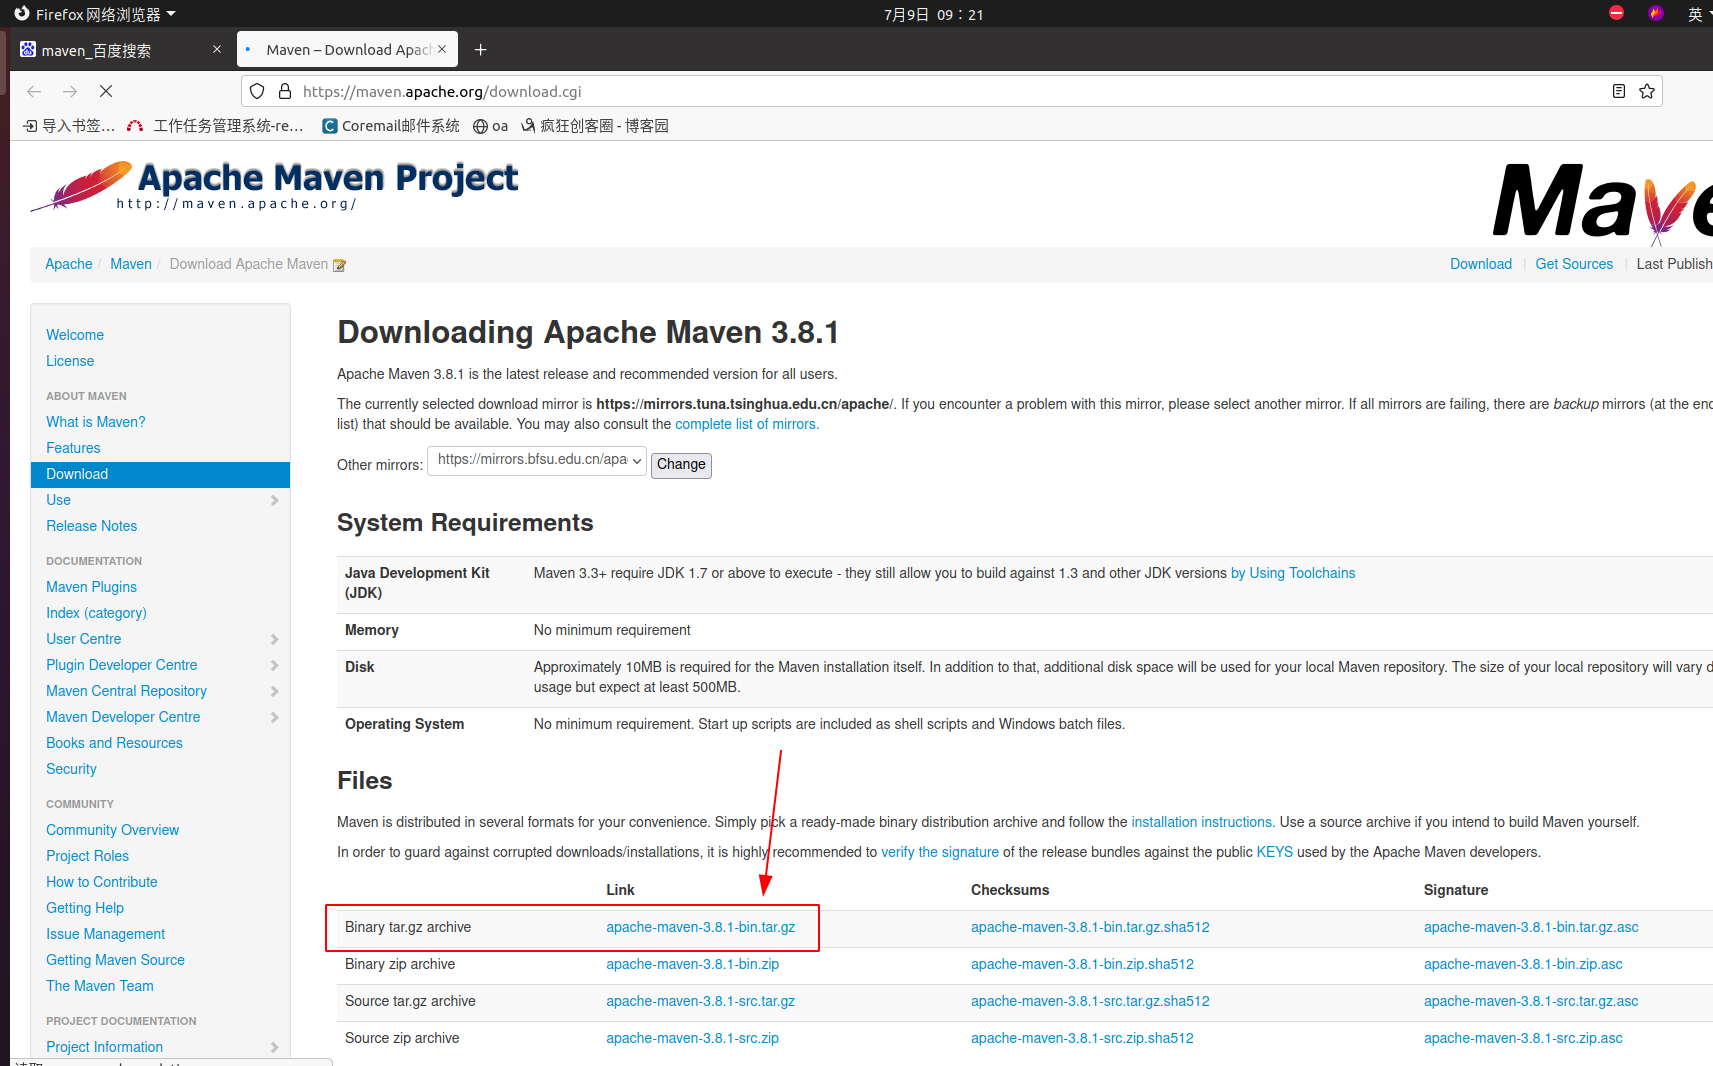 Firefox 网络浏览器
7月9日 09：21
英
maven_百度搜索
Maven – Download Apac
https://maven.apache.org/download.cgi
导入书签…
工作任务管理系统-re…
Coremail邮件系统
oa
疯狂创客圈 - 博客园
Apache Maven Project
http://maven.apache.org/
Mave
Apache / Maven / Download Apache Maven
Download | Get Sources | Last Publish
Welcome
License
ABOUT MAVEN
What is Maven?
Features
Download
Use
Release Notes
DOCUMENTATION
Maven Plugins
Index (category)
User Centre
Plugin Developer Centre
Maven Central Repository
Maven Developer Centre
Books and Resources
Security
COMMUNITY
Community Overview
Project Roles
How to Contribute
Getting Help
Issue Management
Getting Maven Source
The Maven Team
PROJECT DOCUMENTATION
Project Information
Downloading Apache Maven 3.8.1
Apache Maven 3.8.1 is the latest release and recommended version for all users.
The currently selected download mirror is https://mirrors.tuna.tsinghua.edu.cn/apache/. If you encounter a problem with this mirror, please select another mirror. If all mirrors are failing, there are backup mirrors (at the end
list) that should be available. You may also consult the complete list of mirrors.
Other mirrors: https://mirrors.bfsu.edu.cn/apa Change
System Requirements
Java Development Kit Maven 3.3+ require JDK 1.7 or above to execute - they still allow you to build against 1.3 and other JDK versions by Using Toolchains
(JDK)
Memory No minimum requirement
Disk Approximately 10MB is required for the Maven installation itself. In addition to that, additional disk space will be used for your local Maven repository. The size of your local repository will vary d
usage but expect at least 500MB.
Operating System No minimum requirement. Start up scripts are included as shell scripts and Windows batch files.
Files
Maven is distributed in several formats for your convenience. Simply pick a ready-made binary distribution archive and follow the installation instructions. Use a source archive if you intend to build Maven yourself.
In order to guard against corrupted downloads/installations, it is highly recommended to verify the signature of the release bundles against the public KEYS used by the Apache Maven developers.
Link Checksums Signature
Binary tar.gz archive apache-maven-3.8.1-bin.tar.gz apache-maven-3.8.1-bin.tar.gz.sha512 apache-maven-3.8.1-bin.tar.gz.asc
Binary zip archive apache-maven-3.8.1-bin.zip apache-maven-3.8.1-bin.zip.sha512 apache-maven-3.8.1-bin.zip.asc
Source tar.gz archive apache-maven-3.8.1-src.tar.gz apache-maven-3.8.1-src.tar.gz.sha512 apache-maven-3.8.1-src.tar.gz.asc
Source zip archive apache-maven-3.8.1-src.zip apache-maven-3.8.1-src.zip.sha512 apache-maven-3.8.1-src.zip.asc